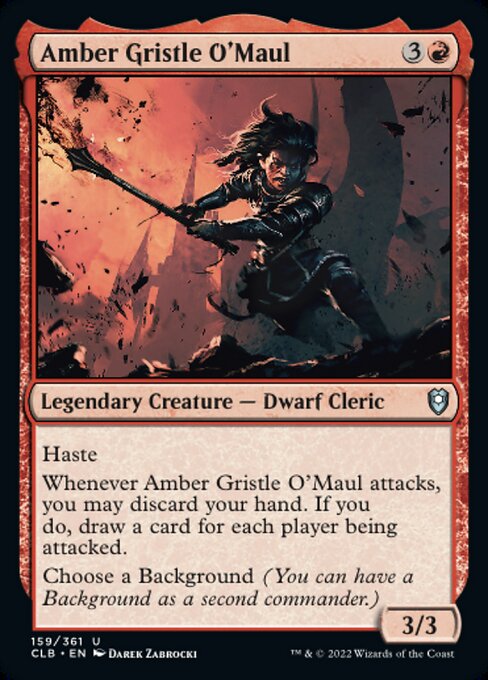 Amber Gristle O'Maul 3
Legendary Creature — Dwarf Cleric
Haste
Whenever Amber Gristle O'Maul attacks,
you may discard your hand. If you
do, draw a card for each player being
attacked.
Choose a Background (You can have a
Background as a second commander.)
3/3
159/361 U
CLB • EN Darek Zabrocki
™ & © 2022 Wizards of the Coast